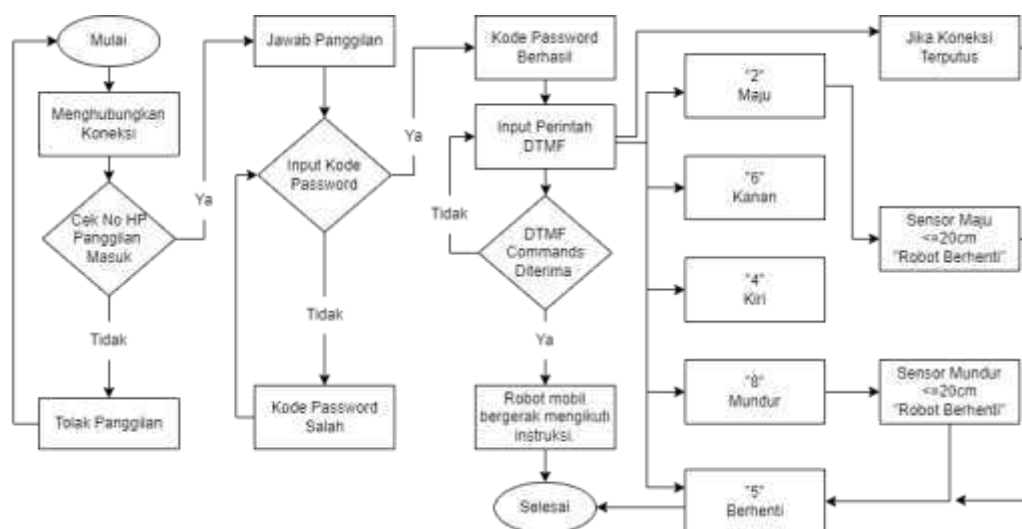 Mulai
Menghubungkan
Koneksi
Cek No HP
Panggilan
Masuk
Ya
Tidak
Tolak Panggilan
Jawab Panggilan
Input Kode
Password
Ya
Tidak
Kode Password
Salah
Kode Password
Berhasil
Input Perintah
DTMF
Tidak
DTMF
Commands
Diterima
Ya
Robot mobil
bergerak mengikuti
instruksi.
Selesai
"2"
Maju
"6"
Kanan
"4"
Kiri
"8"
Mundur
"5"
Berhenti
Jika Koneksi
Terputus
Sensor Maju
<=20cm
"Robot Berhenti"
Sensor Mundur
<=20cm
"Robot Berhenti"